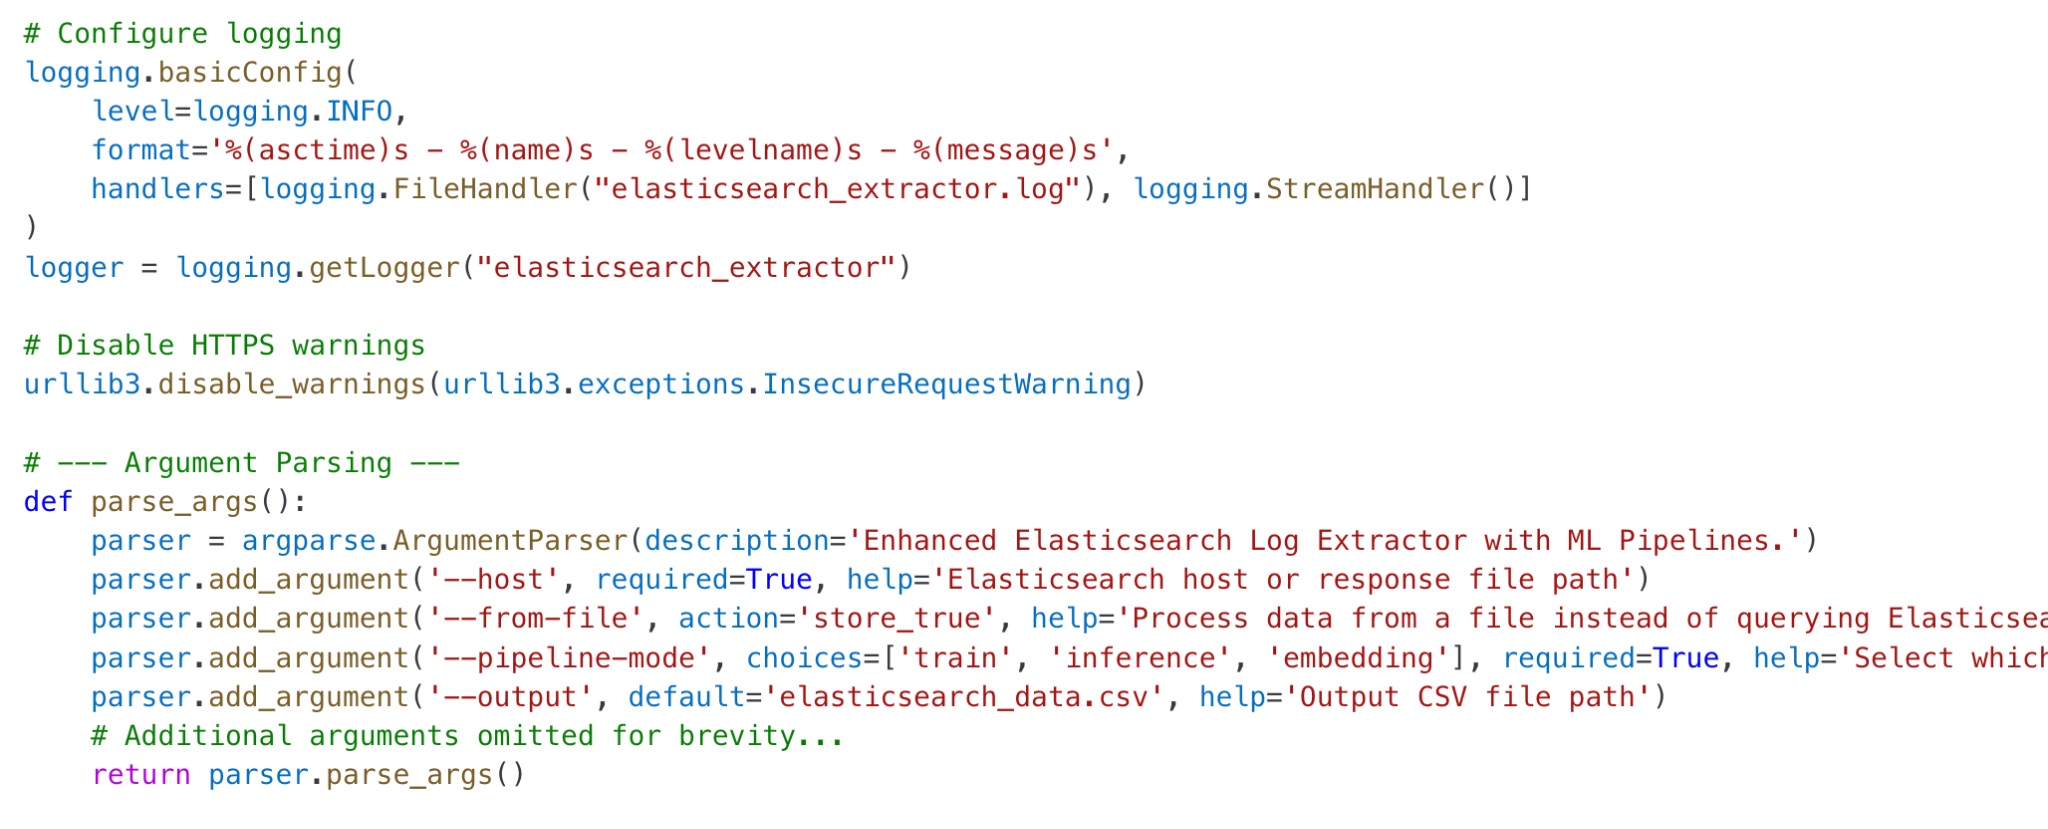 # Configure logging
logging.basicConfig(
    level=logging.INFO,
    format='%(asctime)s - %(name)s - %(levelname)s - %(message)s',
    handlers=[logging.FileHandler("elasticsearch_extractor.log"), logging.StreamHandler()]
)
logger = logging.getLogger("elasticsearch_extractor")

# Disable HTTPS warnings
urllib3.disable_warnings(urllib3.exceptions.InsecureRequestWarning)

# --- Argument Parsing ---
def parse_args():
    parser = argparse.ArgumentParser(description='Enhanced Elasticsearch Log Extractor with ML Pipelines.')
    parser.add_argument('--host', required=True, help='Elasticsearch host or response file path')
    parser.add_argument('--from-file', action='store_true', help='Process data from a file instead of querying Elasticsea
    parser.add_argument('--pipeline-mode', choices=['train', 'inference', 'embedding'], required=True, help='Select which
    parser.add_argument('--output', default='elasticsearch_data.csv', help='Output CSV file path')
    # Additional arguments omitted for brevity...
    return parser.parse_args()